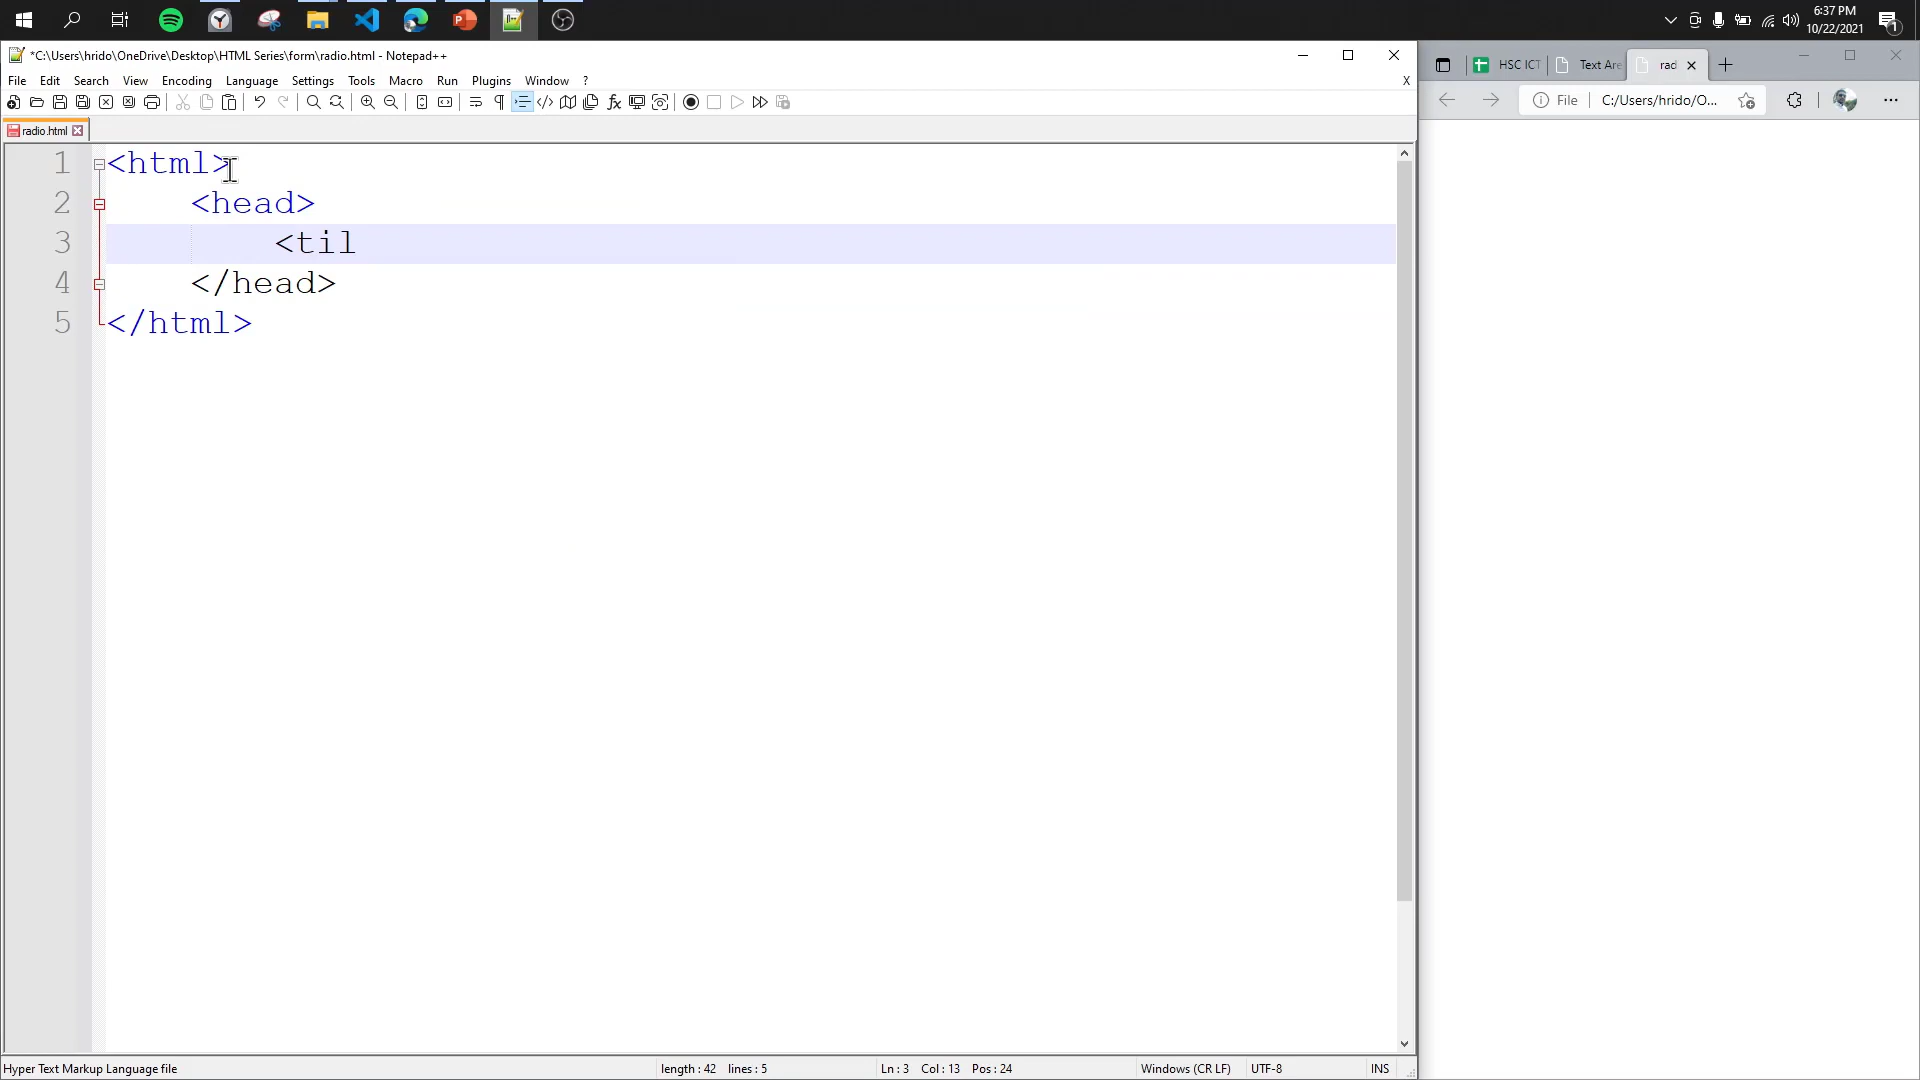 6:37 PM
10/22/2021
1
*C:\Users\hrido\OneDrive\Desktop\HTML Series\form\radio.html - Notepad++
File Edit Search View Encoding Language Settings Tools Macro Run Plugins Window ? X
HSC ICT Text Are rad
File C:/Users/hrido/O...
radio.html
1 <html>
2 <head>
3 <til
4 </head>
5 </html>
Hyper Text Markup Language file length : 42 lines : 5 Ln : 3 Col : 13 Pos : 24 Windows (CR LF) UTF-8 INS